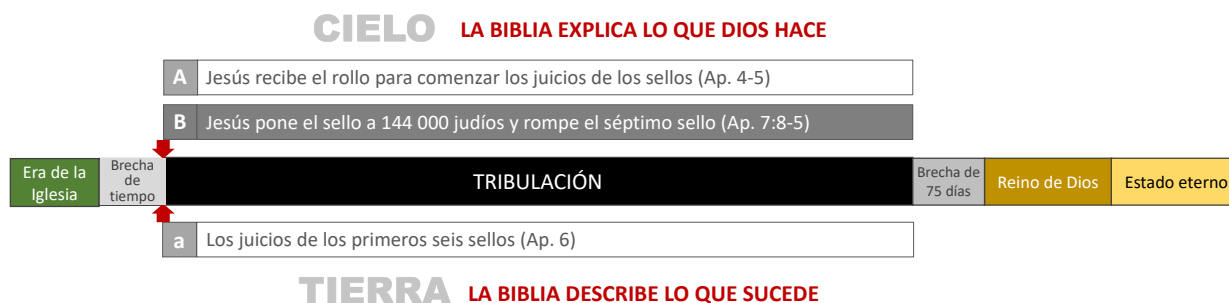 CIELO LA BIBLIA EXPLICA LO QUE DIOS HACE
A Jesús recibe el rollo para comenzar los juicios de los sellos (Ap. 4-5)
B Jesús pone el sello a 144 000 judíos y rompe el séptimo sello (Ap. 7:8-5)
Era de la
Iglesia
Brecha
de
tiempo
TRIBULACIÓN
Brecha de
75 días
Reino de Dios
Estado eterno
a Los juicios de los primeros seis sellos (Ap. 6)
TIERRA LA BIBLIA DESCRIBE LO QUE SUCEDE